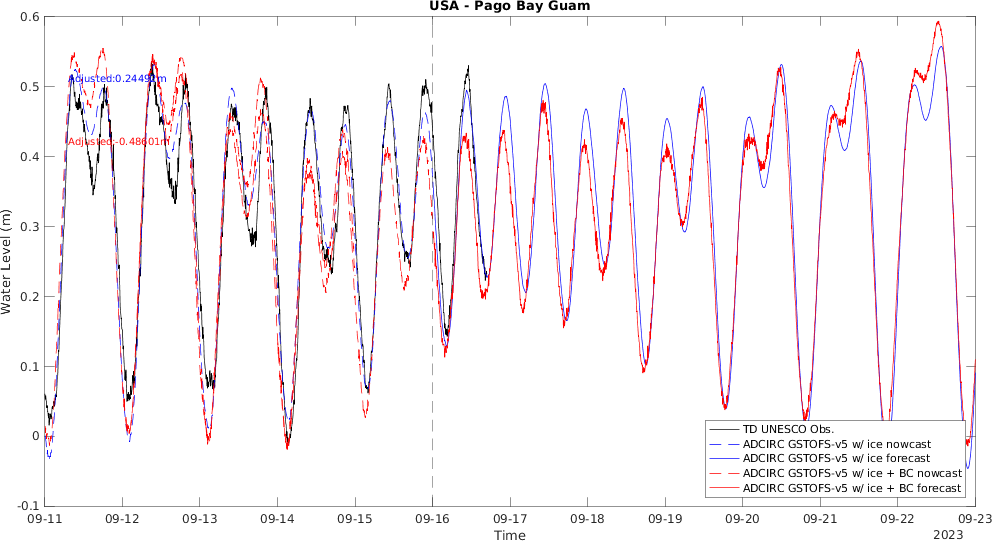 USA - Pago Bay Guam
0.6
0.5
0.4
0.3
0.2
0.1
0
-0.1
Water Level (m)
Adjusted:0.24492m
Adjusted:-0.48601m
TD UNESCO Obs.
ADCIRC GSTOFS-v5 w/ ice nowcast
ADCIRC GSTOFS-v5 w/ ice forecast
ADCIRC GSTOFS-v5 w/ ice + BC nowcast
ADCIRC GSTOFS-v5 w/ ice + BC forecast
09-11 09-12 09-13 09-14 09-15 09-16 09-17 09-18 09-19 09-20 09-21 09-22 09-23
Time
2023